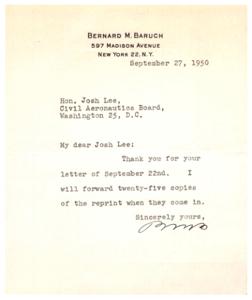 BERNARD M. BARUCH
597 MADISON AVENUE
NEW YORK 22, N.Y.
September 27, 1950
Hon. Josh Lee,
Civil Aeronautics Board,
Washington 25, D.C.
My dear Josh Lee:
Thank you for your
letter of September 22nd. I
will forward twenty-five copies
of the reprint when they come in.
Sincerely yours,